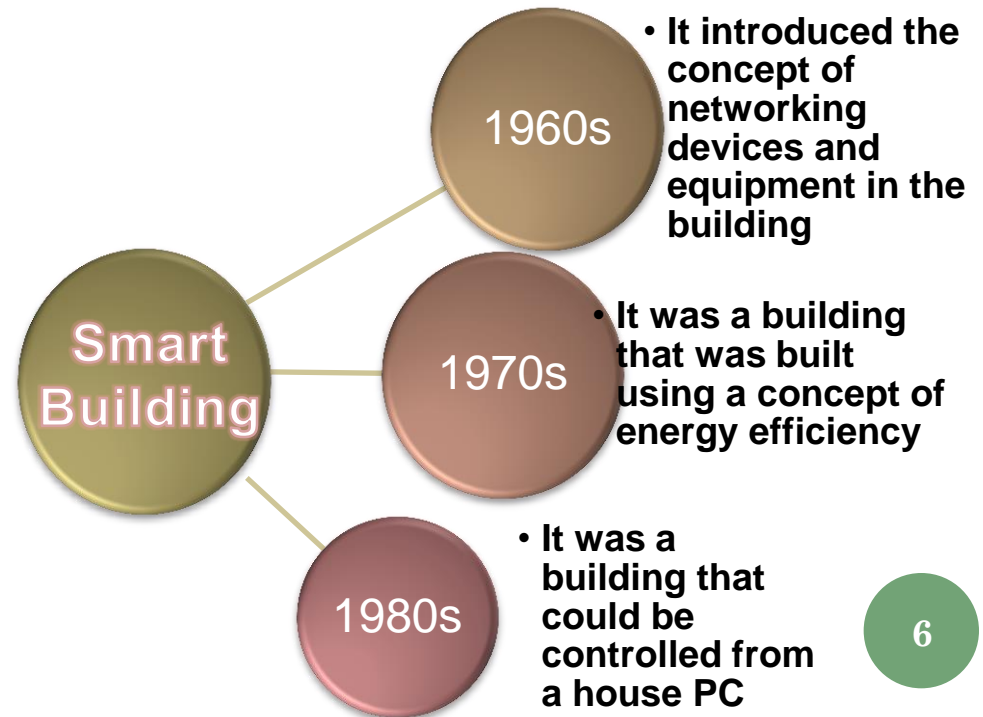 Smart
Building
1960s
• It introduced the
concept of
networking
devices and
equipment in the
building
1970s
• It was a building
that was built
using a concept of
energy efficiency
1980s
• It was a
building that
could be
controlled from
a house PC
6